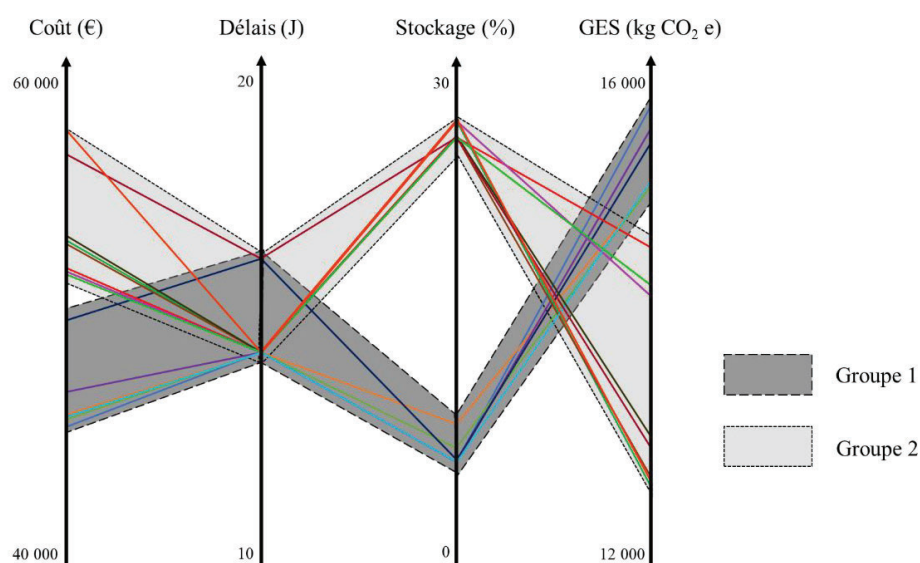 Coût (€) Délais (J) Stockage (%) GES (kg CO₂ e)
60 000 20 30 16 000
Groupe 1
Groupe 2
40 000 10 0 12 000